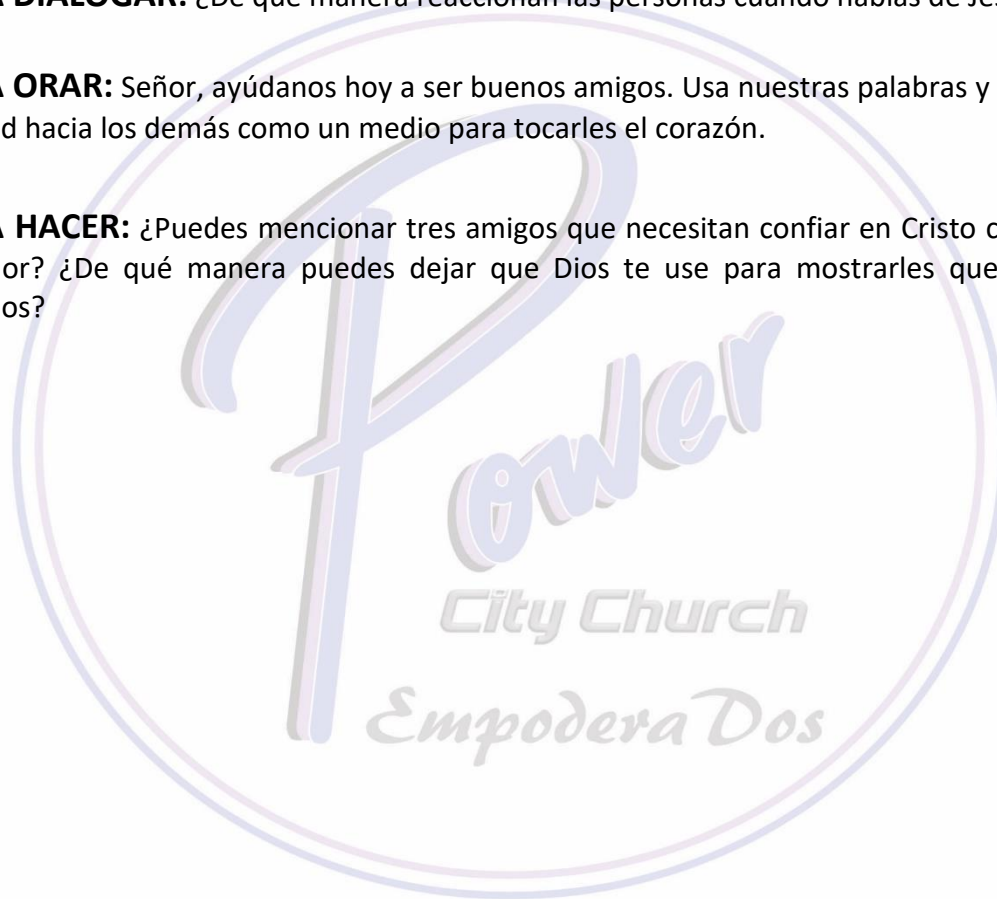 A DIALOGAR: ¿De qué manera reaccionan las personas cuando hablas de Jes
A ORAR: Señor, ayúdanos hoy a ser buenos amigos. Usa nuestras palabras y
d hacia los demás como un medio para tocarles el corazón.
A HACER: ¿Puedes mencionar tres amigos que necesitan confiar en Cristo c
or? ¿De qué manera puedes dejar que Dios te use para mostrarles que
os?
Power
City Church
EmpoderaDos